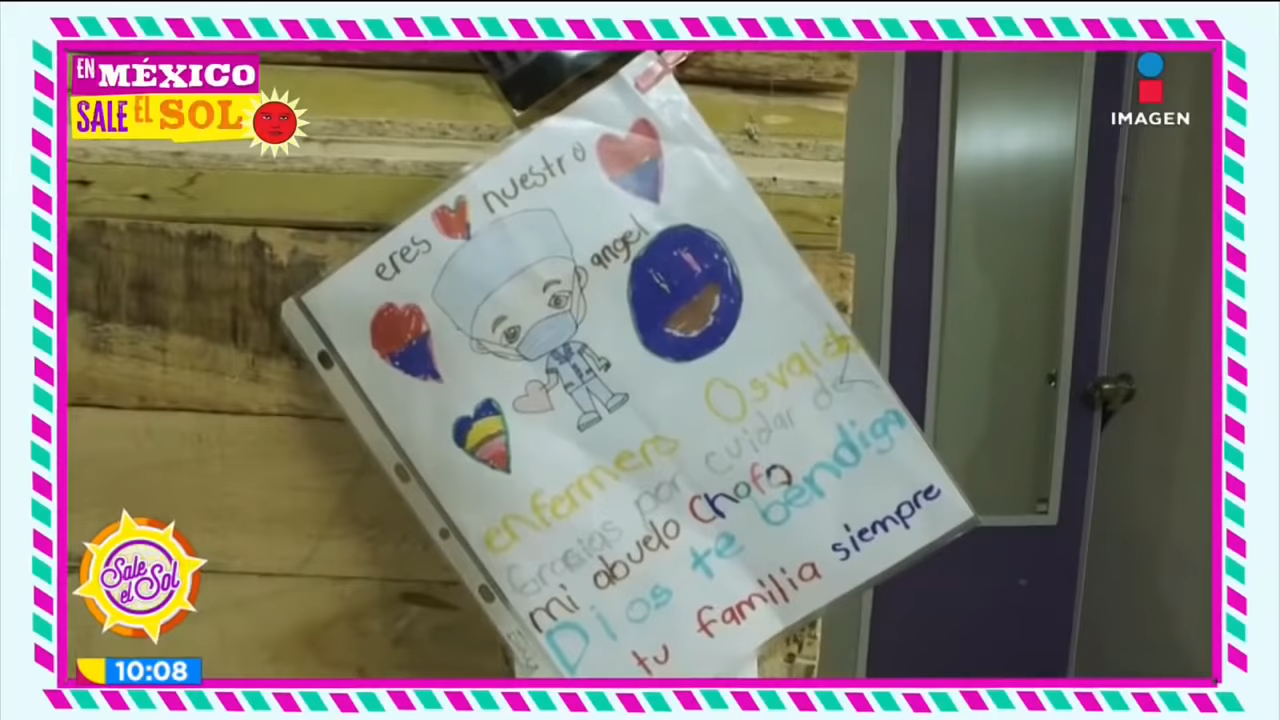 EN MÉXICO
SALE EL SOL
IMAGEN
eres nuestro
angel
enfermero Osvaldo
Gracias por cuidar de
mi abuelo Chofo
Dios te bendiga
tu familia siempre
Sale el Sol
10:08